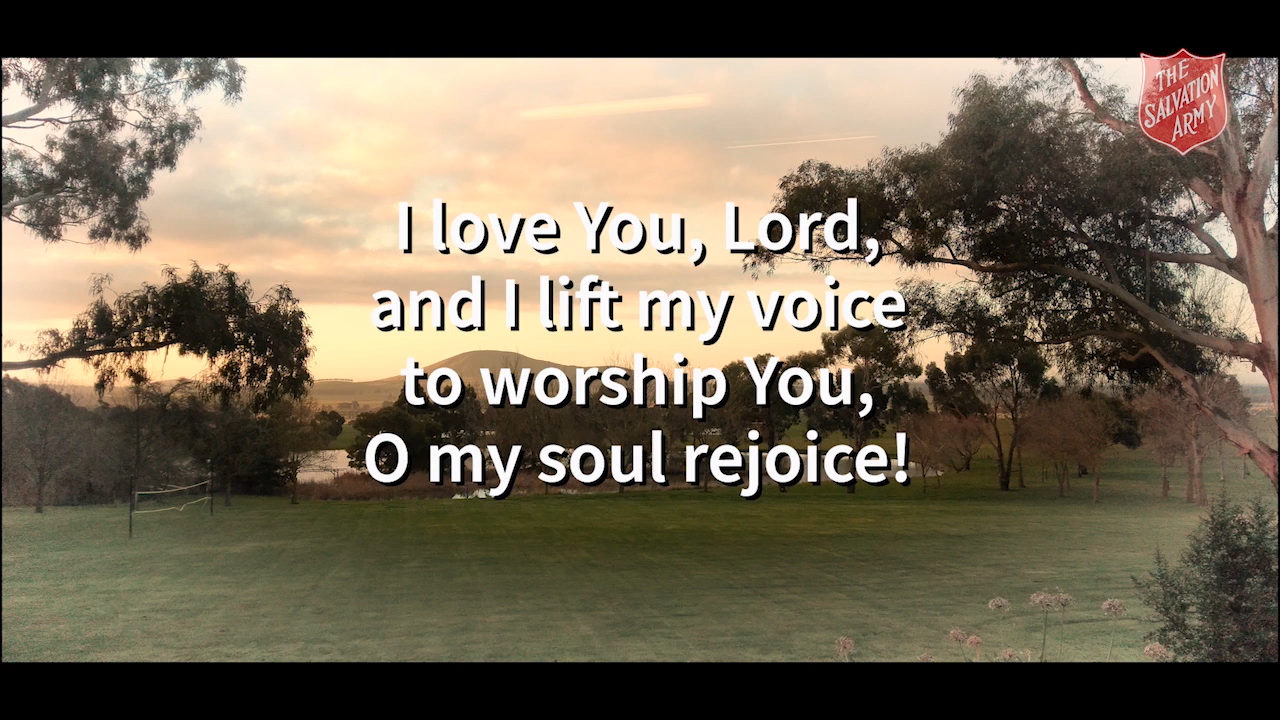 THE
SALVATION
ARMY
I love You, Lord,
and I lift my voice
to worship You,
O my soul rejoice!